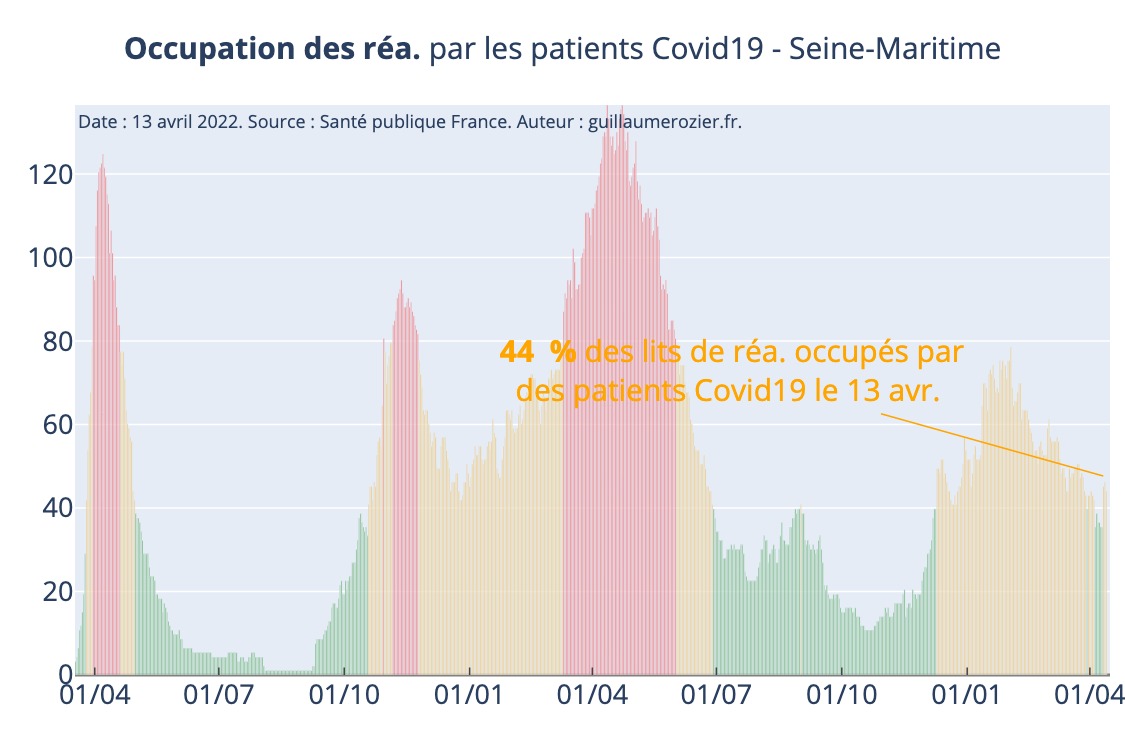 Occupation des réa. par les patients Covid19 - Seine-Maritime
Date : 13 avril 2022. Source : Santé publique France. Auteur : guillaumerozier.fr.
120
100
80
60
40
20
0
44 % des lits de réa. occupés par
des patients Covid19 le 13 avr.
01/04 01/07 01/10 01/01 01/04 01/07 01/10 01/01 01/04